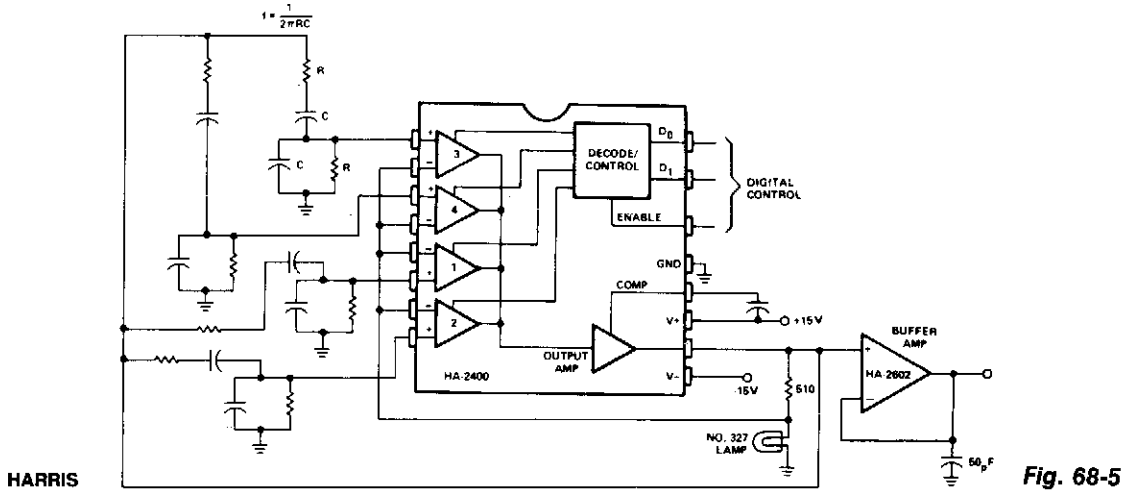 f = 1/2πRC
R
C
C
R
+
−
3
+
−
4
−
+
1
−
+
2
DECODE/
CONTROL
D0
D1
ENABLE
DIGITAL
CONTROL
GND
COMP
V+
+15V
OUTPUT
AMP
HA-2400
V−
-15V
510
NO. 327
LAMP
BUFFER
AMP
+
HA-2602
−
50pF
HARRIS
Fig. 68-5